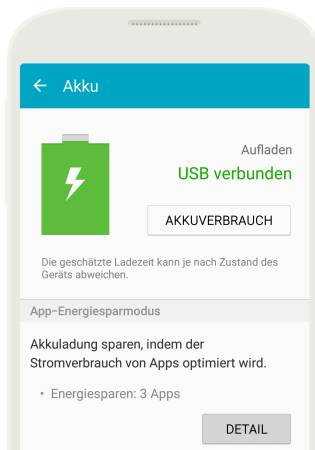 Akku
Aufladen
USB verbunden
AKKUVERBRAUCH
Die geschätzte Ladezeit kann je nach Zustand des
Geräts abweichen.
App-Energiesparmodus
Akkuladung sparen, indem der
Stromverbrauch von Apps optimiert wird.
• Energiesparen: 3 Apps
DETAIL